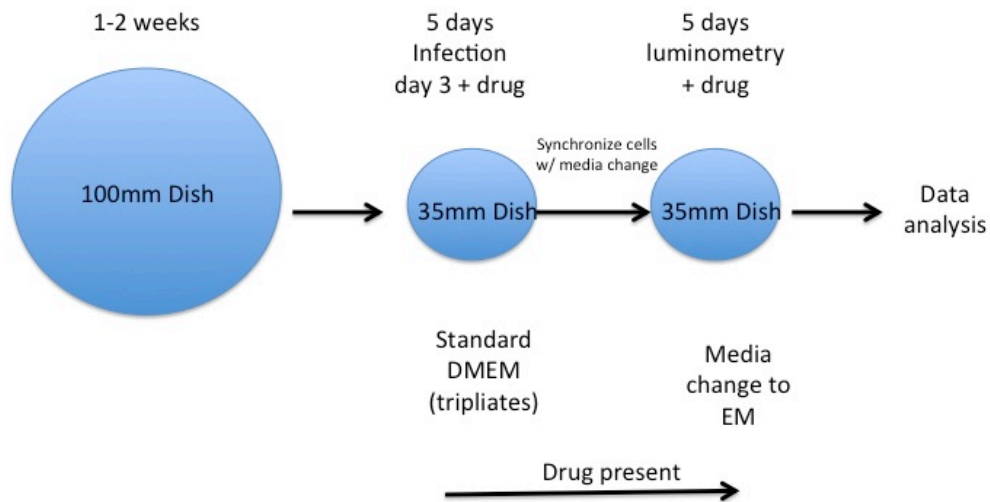 1-2 weeks
100mm Dish
5 days
Infection
day 3 + drug
35mm Dish
Standard
DMEM
(tripliates)
Synchronize cells
w/ media change
5 days
luminometry
+ drug
35mm Dish
Media
change to
EM
Data
analysis
Drug present